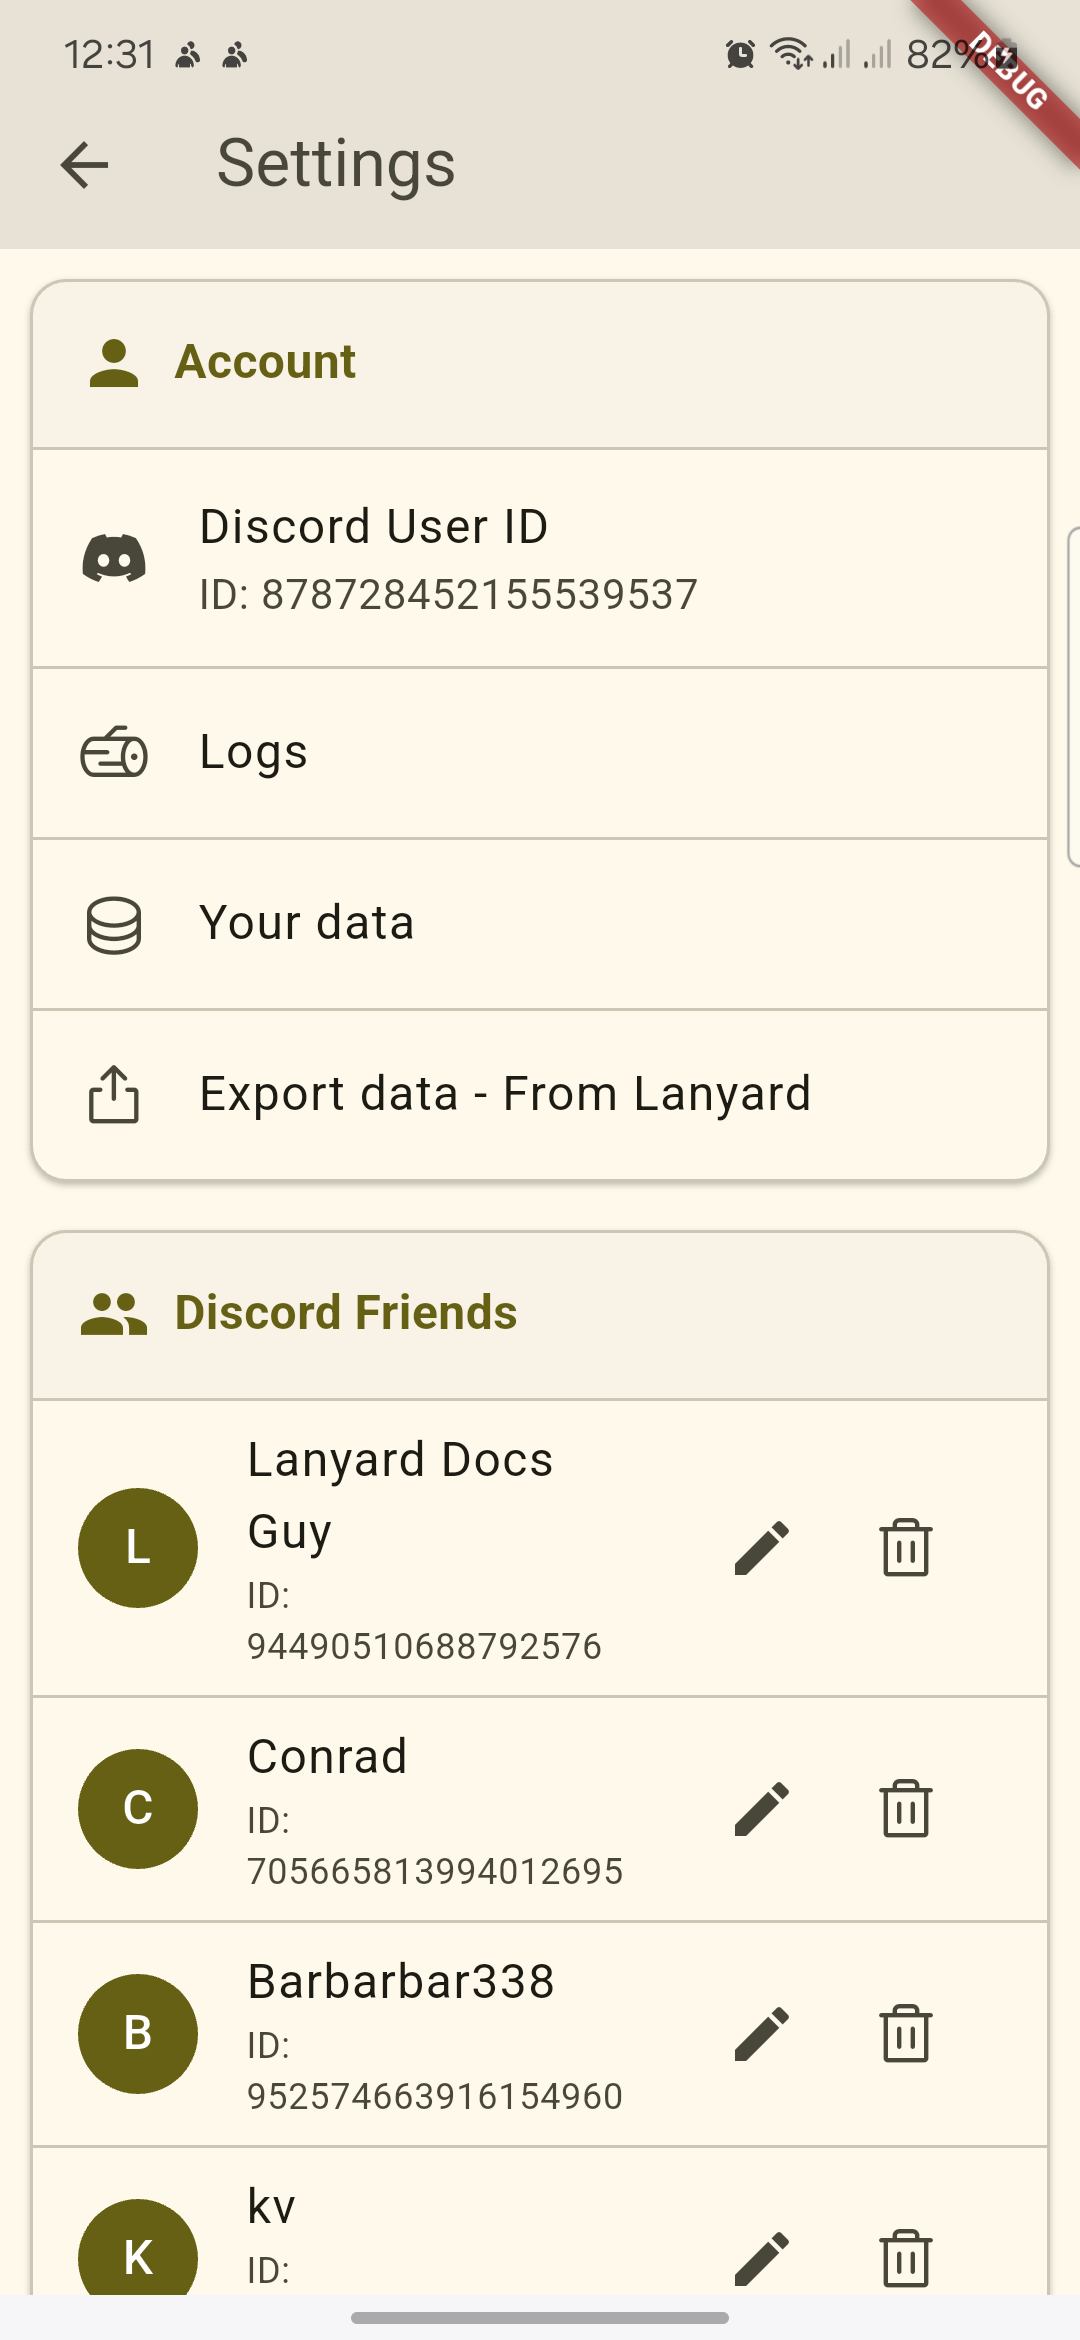 12:31
82%
DEBUG
Settings
Account
Discord User ID
ID: 878728452155539537
Logs
Your data
Export data - From Lanyard
Discord Friends
L
Lanyard Docs
Guy
ID:
94490510688792576
C
Conrad
ID:
705665813994012695
B
Barbarbar338
ID:
952574663916154960
K
kv
ID: